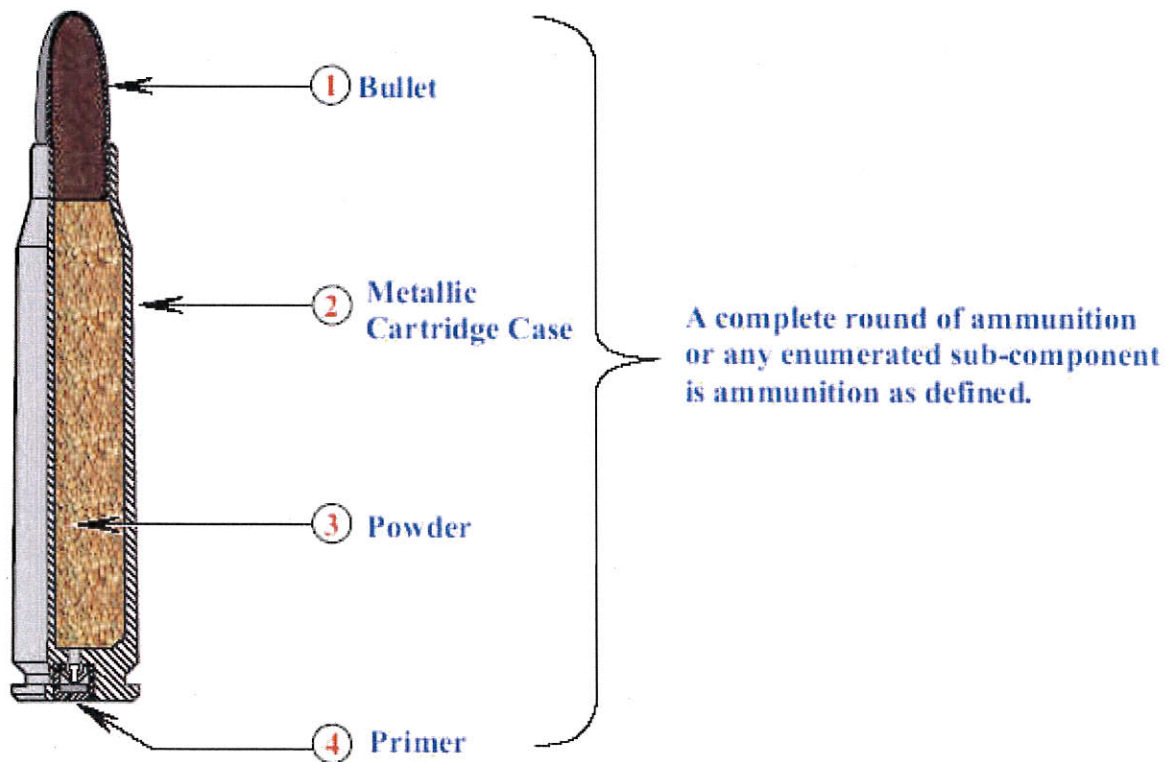 1 Bullet
2 Metallic
Cartridge Case
3 Powder
4 Primer
A complete round of ammunition
or any enumerated sub-component
is ammunition as defined.